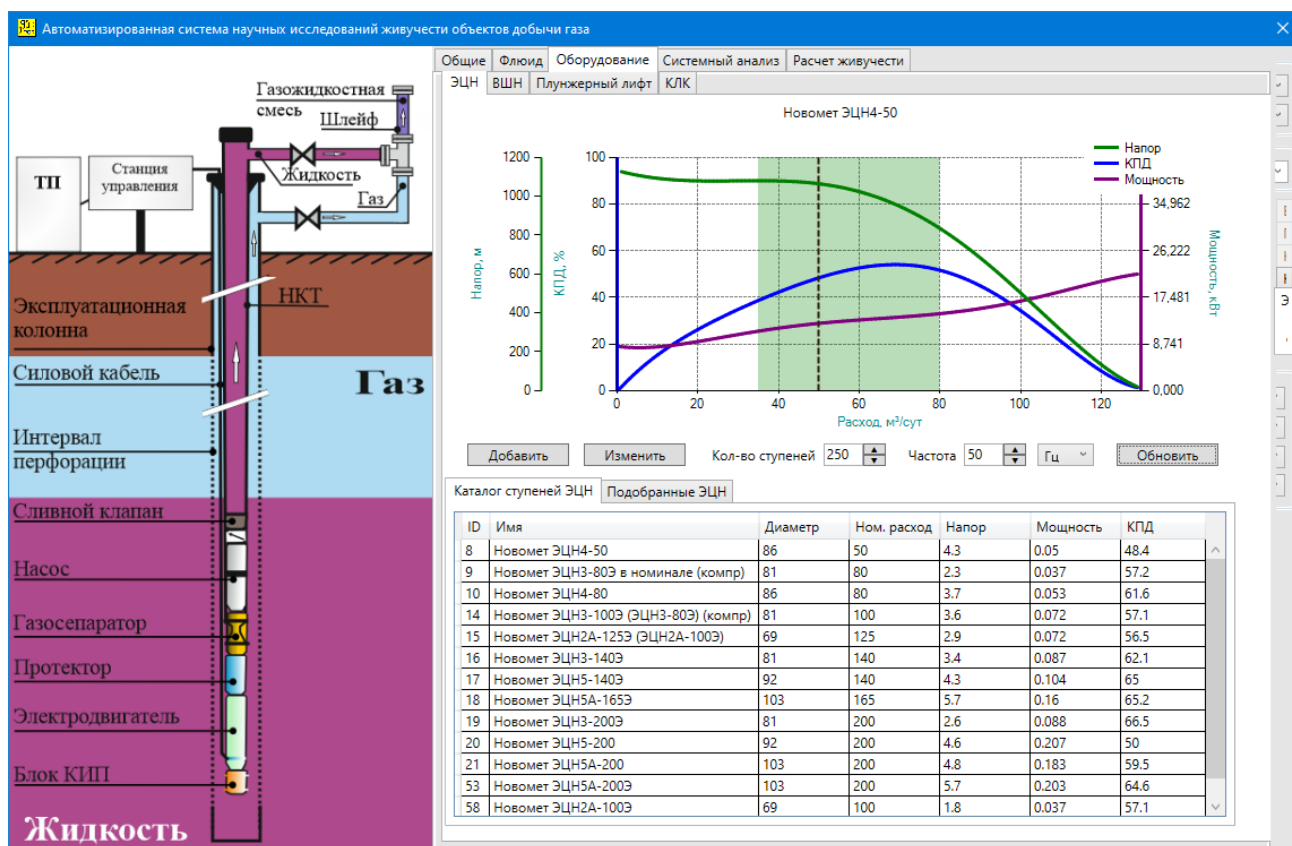 Автоматизированная система научных исследований живучести объектов добычи газа
Газожидкостная
смесь
Шлейф
Жидкость
Газ
ТП
Станция
управления
НКТ
Эксплуатационная
колонна
Силовой кабель
Газ
Интервал
перфорации
Сливной клапан
Насос
Газосепаратор
Протектор
Электродвигатель
Блок КИП
Жидкость
Общие Флюид Оборудование Системный анализ Расчет живучести
ЭЦН ВШН Плунжерный лифт КЛК
Новомет ЭЦН4-50
Напор
КПД
Мощность
Напор, м
1200
1000
800
600
400
200
0
КПД, %
100
80
60
40
20
0
34,962
26,222
17,481
8,741
0,000
Мощность, кВт
0 20 40 60 80 100 120
Расход, м³/сут
Добавить Изменить Кол-во ступеней 250 Частота 50 Гц Обновить
Каталог ступеней ЭЦН Подобранные ЭЦН
ID Имя Диаметр Ном. расход Напор Мощность КПД
8 Новомет ЭЦН4-50 86 50 4.3 0.05 48.4
9 Новомет ЭЦН3-80Э в номинале (компр) 81 80 2.3 0.037 57.2
10 Новомет ЭЦН4-80 86 80 3.7 0.053 61.6
14 Новомет ЭЦН3-100Э (ЭЦН3-80Э) (компр) 81 100 3.6 0.072 57.1
15 Новомет ЭЦН2А-125Э (ЭЦН2А-100Э) 69 125 2.9 0.072 56.5
16 Новомет ЭЦН3-140Э 81 140 3.4 0.087 62.1
17 Новомет ЭЦН5-140Э 92 140 4.3 0.104 65
18 Новомет ЭЦН5А-165Э 103 165 5.7 0.16 65.2
19 Новомет ЭЦН3-200Э 81 200 2.6 0.088 66.5
20 Новомет ЭЦН5-200 92 200 4.6 0.207 50
21 Новомет ЭЦН5А-200 103 200 4.8 0.183 59.5
53 Новомет ЭЦН5А-200Э 103 200 5.7 0.203 64.6
58 Новомет ЭЦН2А-100Э 69 100 1.8 0.037 57.1